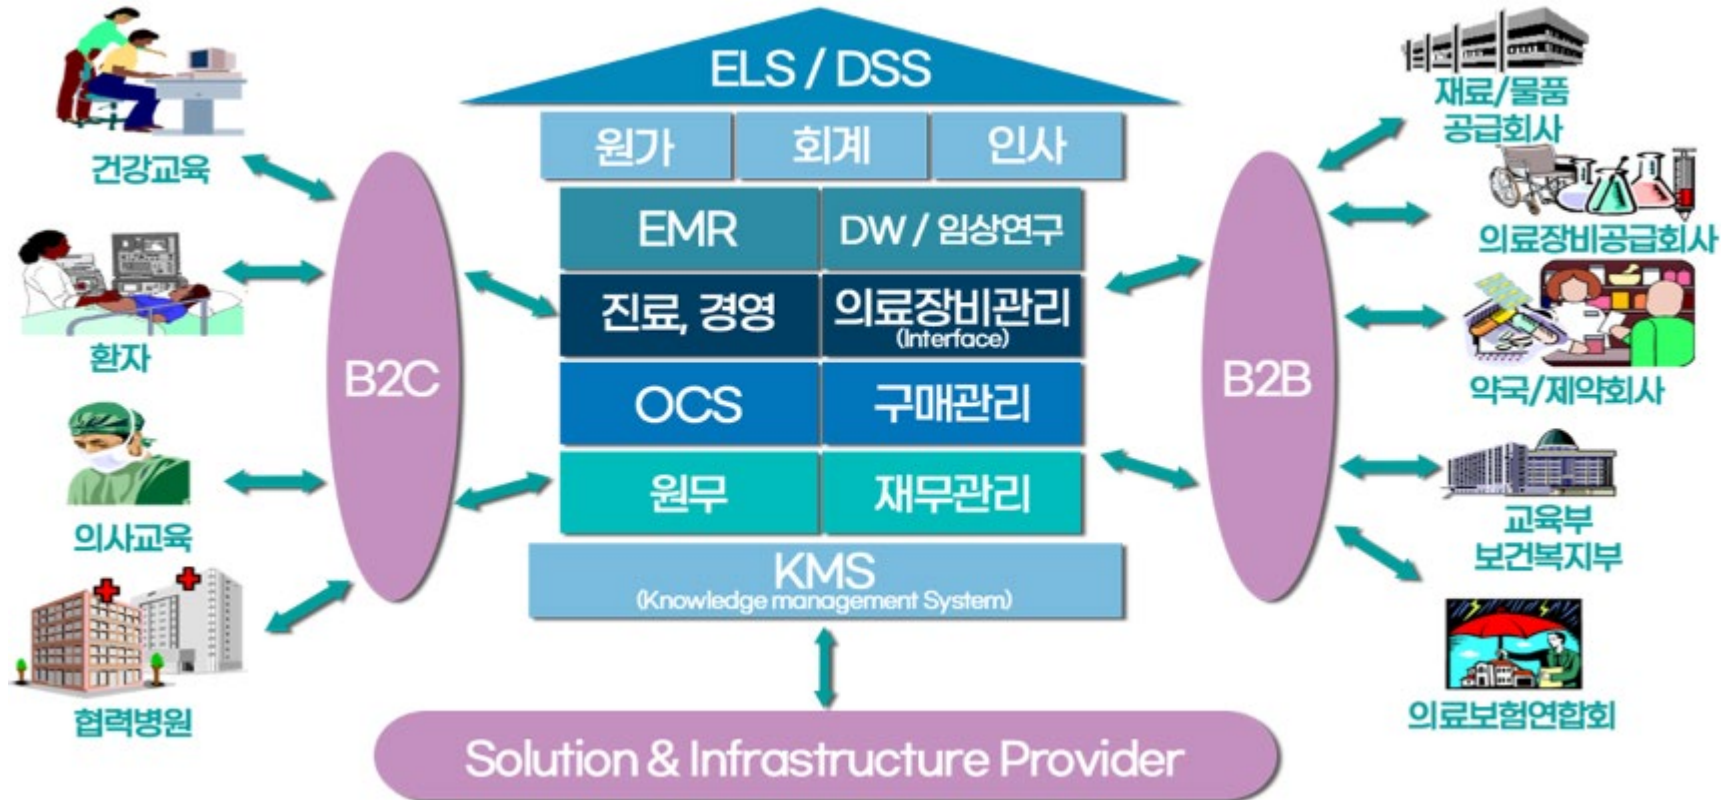 ELS / DSS
원가
회계
인사
EMR
DW / 임상연구
진료, 경영
의료장비관리
(Interface)
OCS
구매관리
원무
재무관리
KMS
(Knowledge management System)
Solution & Infrastructure Provider
B2C
건강교육
환자
의사교육
협력병원
B2B
재료/물품
공급회사
의료장비공급회사
약국/제약회사
교육부
보건복지부
의료보험연합회